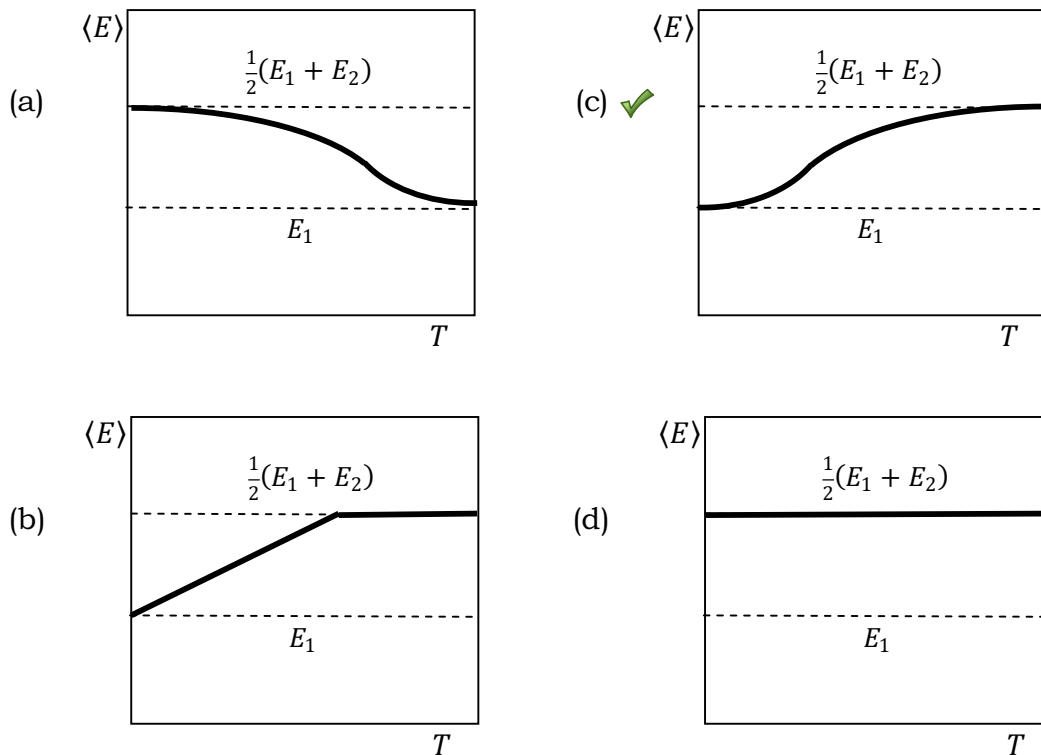 (a)
⟨E⟩
½(E₁ + E₂)
E₁
T
(c)
⟨E⟩
½(E₁ + E₂)
E₁
T
(b)
⟨E⟩
½(E₁ + E₂)
E₁
T
(d)
⟨E⟩
½(E₁ + E₂)
E₁
T